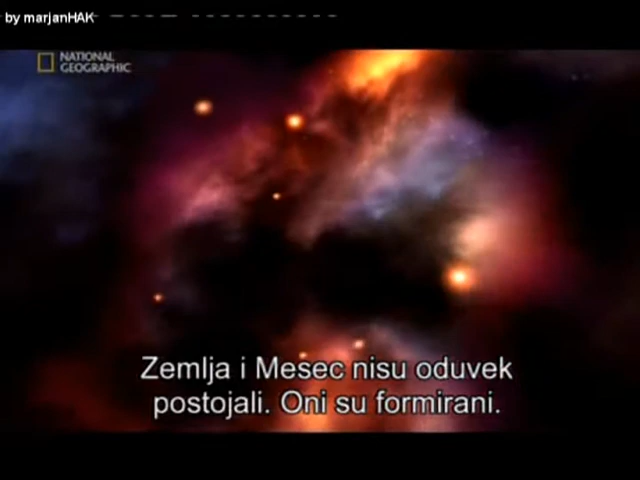 by marjanHAK
NATIONAL
GEOGRAPHIC
Zemlja i Mesec nisu oduvek
postojali. Oni su formirani.